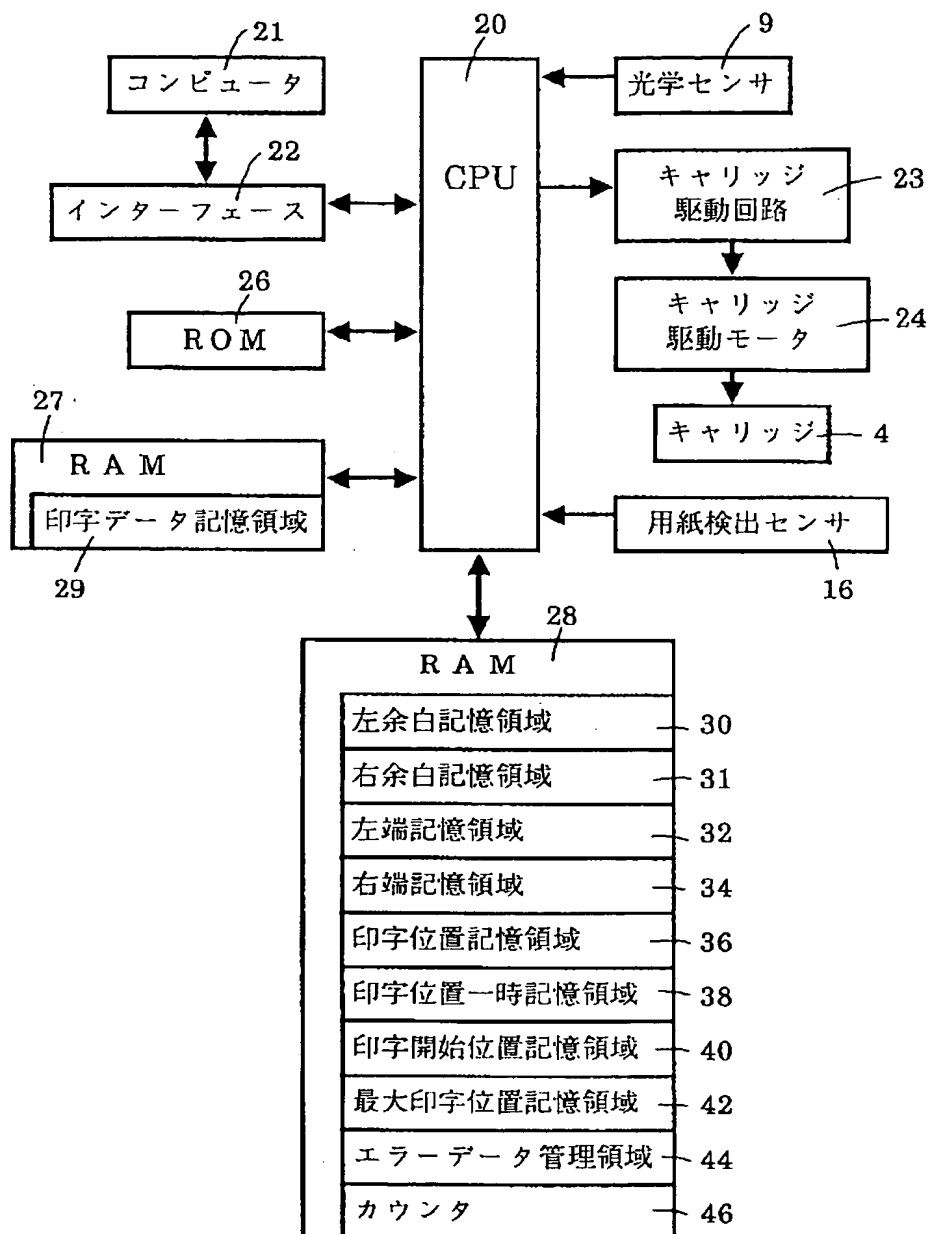 21
コンピュータ
22
インターフェース
26
ROM
27
RAM
印字データ記憶領域
29
20
CPU
9
光学センサ
キャリッジ
駆動回路
23
キャリッジ
駆動モータ
24
キャリッジ
4
用紙検出センサ
16
28
RAM
左余白記憶領域
30
右余白記憶領域
31
左端記憶領域
32
右端記憶領域
34
印字位置記憶領域
36
印字位置一時記憶領域
38
印字開始位置記憶領域
40
最大印字位置記憶領域
42
エラーデータ管理領域
44
カウンタ
46